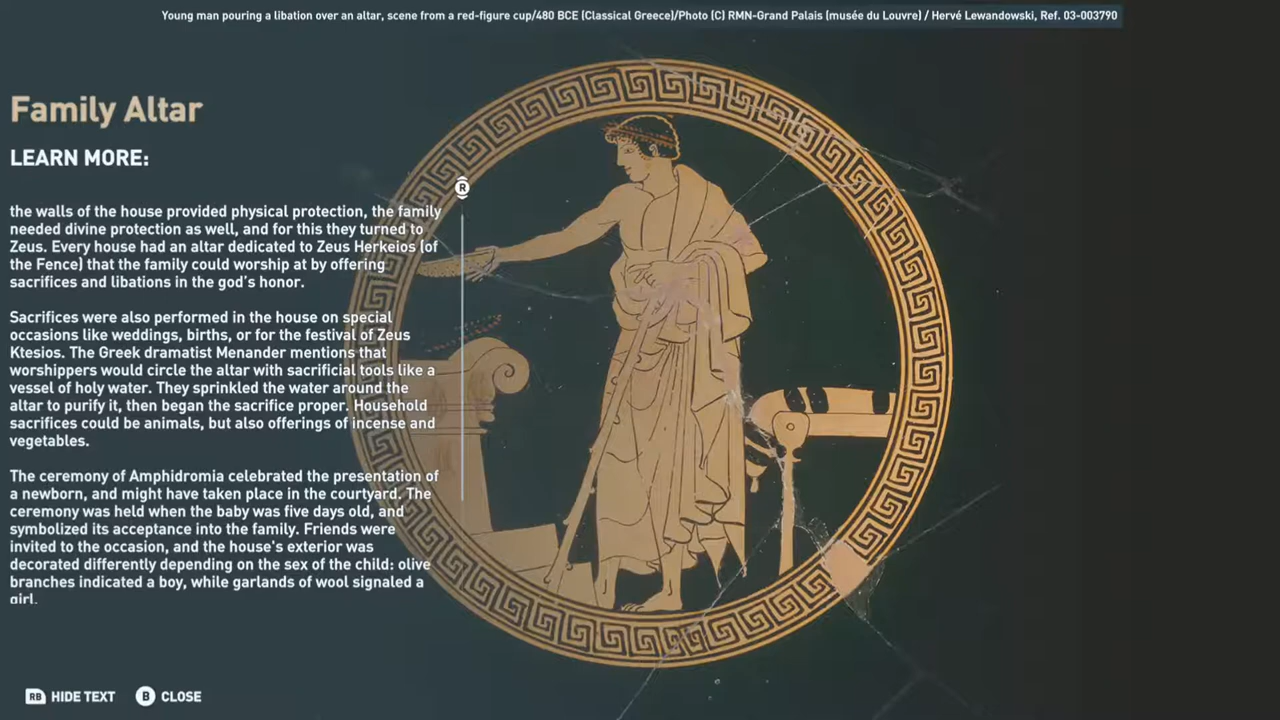 Young man pouring a libation over an altar, scene from a red-figure cup/480 BCE (Classical Greece)/Photo (C) RMN-Grand Palais (musée du Louvre) / Hervé Lewandowski, Ref. 03-003790
Family Altar
LEARN MORE:
R
the walls of the house provided physical protection, the family
needed divine protection as well, and for this they turned to
Zeus. Every house had an altar dedicated to Zeus Herkeios (of
the Fence) that the family could worship at by offering
sacrifices and libations in the god's honor.
Sacrifices were also performed in the house on special
occasions like weddings, births, or for the festival of Zeus
Ktesios. The Greek dramatist Menander mentions that
worshippers would circle the altar with sacrificial tools like a
vessel of holy water. They sprinkled the water around the
altar to purify it, then began the sacrifice proper. Household
sacrifices could be animals, but also offerings of incense and
vegetables.
The ceremony of Amphidromia celebrated the presentation of
a newborn, and might have taken place in the courtyard. The
ceremony was held when the baby was five days old, and
symbolized its acceptance into the family. Friends were
invited to the occasion, and the house's exterior was
decorated differently depending on the sex of the child: olive
branches indicated a boy, while garlands of wool signaled a
girl.
RB HIDE TEXT B CLOSE